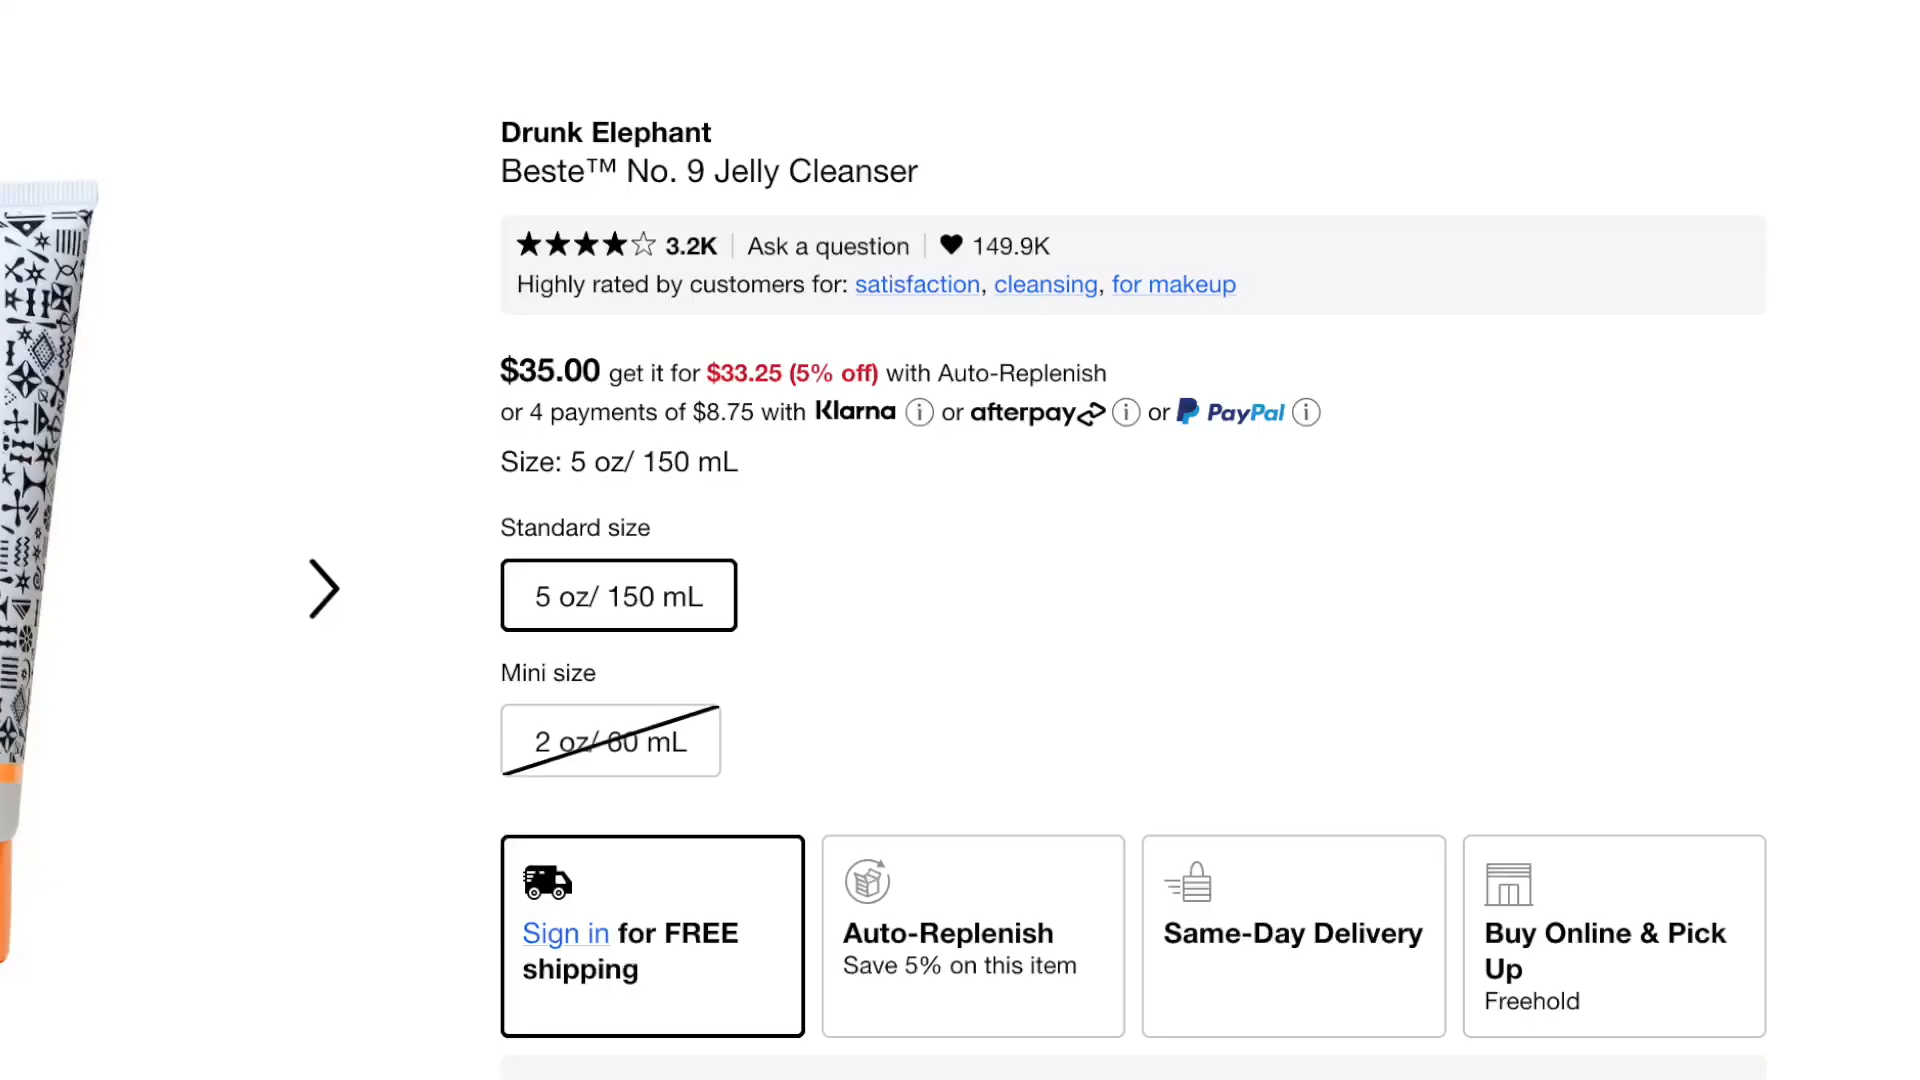 Drunk Elephant
Beste™ No. 9 Jelly Cleanser
3.2K Ask a question 149.9K
Highly rated by customers for: satisfaction, cleansing, for makeup
$35.00 get it for $33.25 (5% off) with Auto-Replenish
or 4 payments of $8.75 with Klarna or afterpay or PayPal
Size: 5 oz/ 150 mL
Standard size
5 oz/ 150 mL
Mini size
2 oz/ 60 mL
Sign in for FREE
shipping
Auto-Replenish
Save 5% on this item
Same-Day Delivery
Buy Online & Pick
Up
Freehold